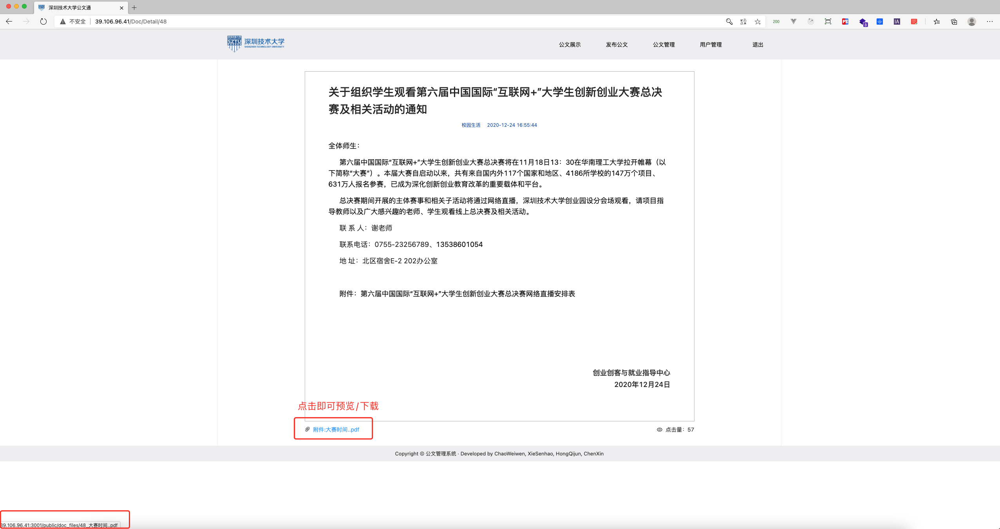 深圳技术大学公文通
不安全 39.106.96.41/Doc/Detail/48
200
FE
3
IA
SZTU 深圳技术大学
SHENZHEN TECHNOLOGY UNIVERSITY
公文展示 发布公文 公文管理 用户管理 退出
关于组织学生观看第六届中国国际“互联网+”大学生创新创业大赛总决
赛及相关活动的通知
校园生活 2020-12-24 16:55:44
全体师生：
第六届中国国际“互联网+”大学生创新创业大赛总决赛将在11月18日13：30在华南理工大学拉开帷幕（以
下简称“大赛”）。本届大赛自启动以来，共有来自国内外117个国家和地区、4186所学校的147万个项目、
631万人报名参赛，已成为深化创新创业教育改革的重要载体和平台。
总决赛期间开展的主体赛事和相关子活动将通过网络直播，深圳技术大学创业园设分会场观看，请项目指
导教师以及广大感兴趣的老师、学生观看线上总决赛及相关活动。
联 系 人：谢老师
联系电话：0755-23256789、13538601054
地 址：北区宿舍E-2 202办公室
附件：第六届中国国际“互联网+”大学生创新创业大赛总决赛网络直播安排表
创业创客与就业指导中心
2020年12月24日
点击即可预览/下载
附件:大赛时间..pdf
点击量：57
Copyright © 公文管理系统 · Developed by ChaoWeiwen, XieSenhao, HongQijun, ChenXin
39.106.96.41:3001/public/doc_files/48_大赛时间..pdf